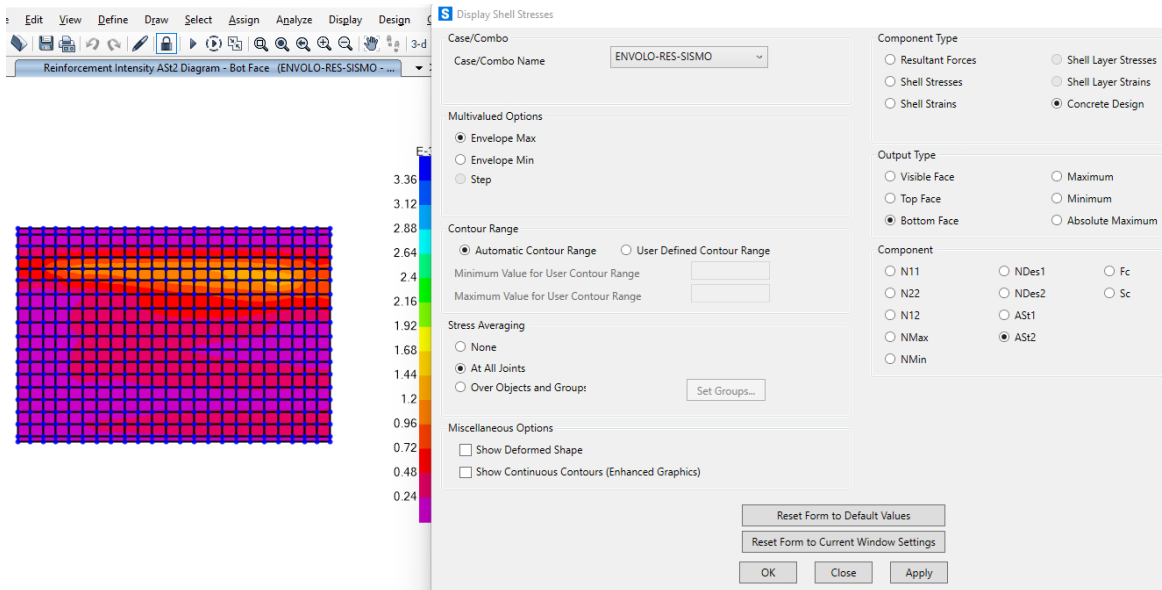 Edit View Define Draw Select Assign Analyze Display Design
3-d
Reinforcement Intensity ASt2 Diagram - Bot Face (ENVOLO-RES-SISMO - ...
3.36
3.12
2.88
2.64
2.4
2.16
1.92
1.68
1.44
1.2
0.96
0.72
0.48
0.24
S Display Shell Stresses
Case/Combo
Case/Combo Name ENVOLO-RES-SISMO
Multivalued Options
Envelope Max
Envelope Min
Step
Contour Range
Automatic Contour Range User Defined Contour Range
Minimum Value for User Contour Range
Maximum Value for User Contour Range
Stress Averaging
None
At All Joints
Over Objects and Groups
Set Groups...
Miscellaneous Options
Show Deformed Shape
Show Continuous Contours (Enhanced Graphics)
Component Type
Resultant Forces Shell Layer Stresses
Shell Stresses Shell Layer Strains
Shell Strains Concrete Design
Output Type
Visible Face Maximum
Top Face Minimum
Bottom Face Absolute Maximum
Component
N11 NDes1 Fc
N22 NDes2 Sc
N12 ASt1
NMax ASt2
NMin
Reset Form to Default Values
Reset Form to Current Window Settings
OK Close Apply